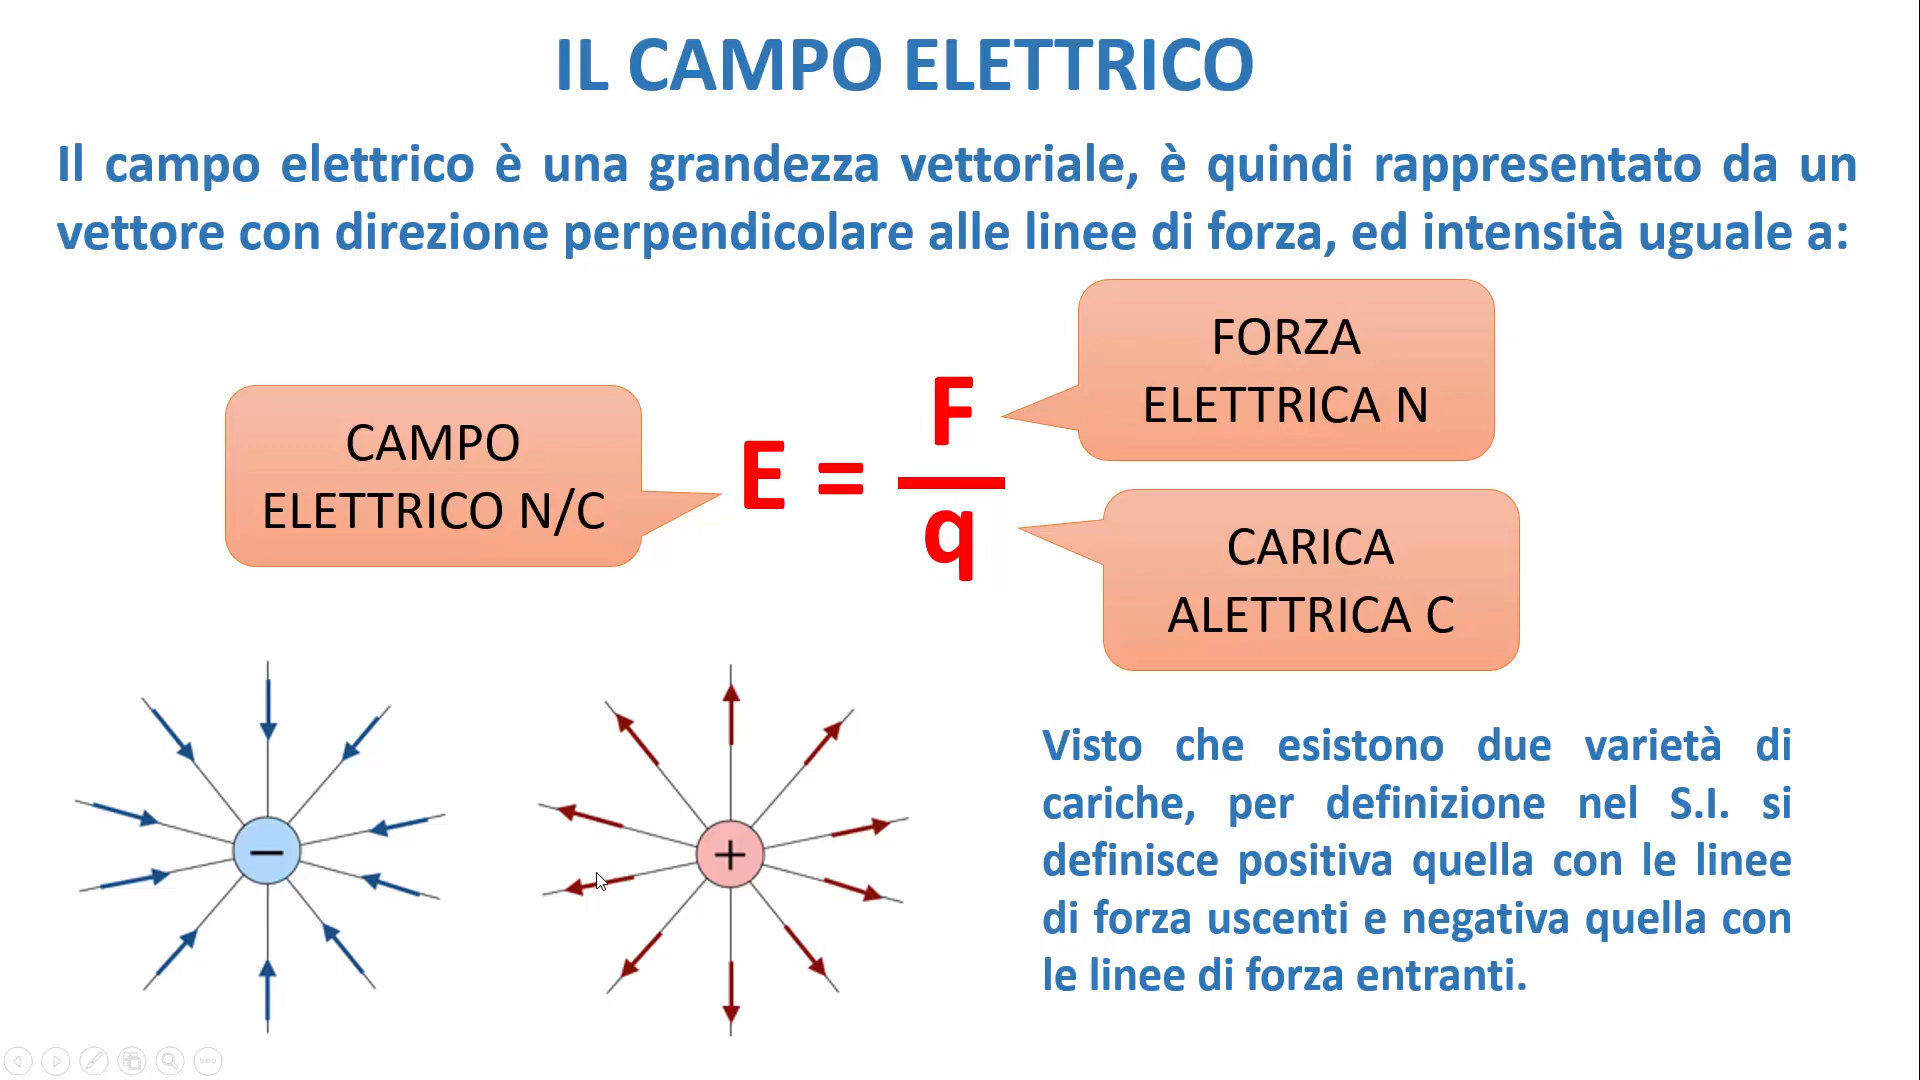 IL CAMPO ELETTRICO
Il campo elettrico è una grandezza vettoriale, è quindi rappresentato da un
vettore con direzione perpendicolare alle linee di forza, ed intensità uguale a:
CAMPO
ELETTRICO N/C
E =
F
q
FORZA
ELETTRICA N
CARICA
ALETTRICA C
−
+
Visto che esistono due varietà di
cariche, per definizione nel S.I. si
definisce positiva quella con le linee
di forza uscenti e negativa quella con
le linee di forza entranti.